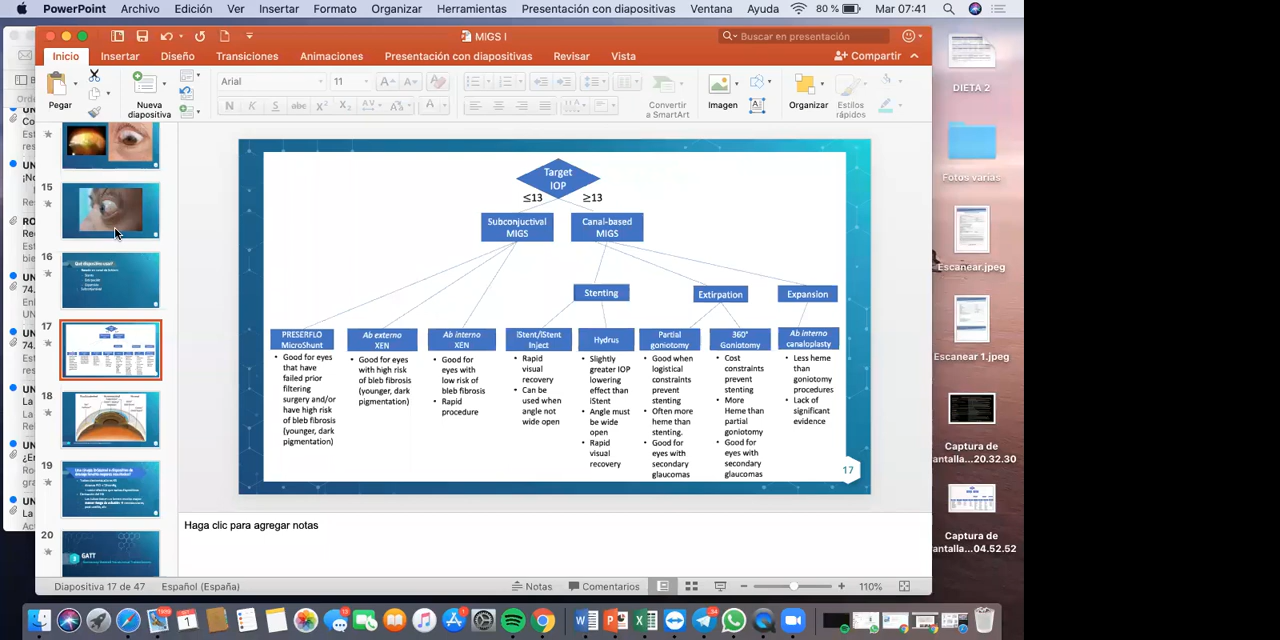 PowerPoint Archivo Edición Ver Insertar Formato Organizar Herramientas Presentación con diapositivas Ventana Ayuda 80 % Mar 07:41
MIGS I
Buscar en presentación
Inicio Insertar Diseño Transiciones Animaciones Presentación con diapositivas Revisar Vista
Compartir
Pegar
Nueva
diapositiva
Arial
11
N K S abc X² X₂
Convertir
a SmartArt
Imagen
Organizar
Estilos
rápidos
15
16
Qué dispositivo usar?
17
18
19
20
GATT
Target
IOP
≤13
≥13
Subconjuctival
MIGS
Canal-based
MIGS
Stenting
Extirpation
Expansion
PRESERFLO
MicroShunt
• Good for eyes
that have
failed prior
filtering
surgery and/or
have high risk
of bleb fibrosis
(younger, dark
pigmentation)
Ab externo
XEN
• Good for eyes
with high risk
of bleb fibrosis
(younger, dark
pigmentation)
Ab interno
XEN
• Good for
eyes with
low risk of
bleb fibrosis
• Rapid
procedure
iStent/iStent
Inject
• Rapid
visual
recovery
• Can be
used when
angle not
wide open
Hydrus
• Slightly
greater IOP
lowering
effect than
iStent
• Angle must
be wide
open
• Rapid
visual
recovery
Partial
goniotomy
• Good when
logistical
constraints
prevent
stenting
• Often more
heme than
stenting.
• Good for
eyes with
secondary
glaucomas
360°
Goniotomy
• Cost
constraints
prevent
stenting
• More
Heme than
partial
goniotomy
• Good for
eyes with
secondary
glaucomas
Ab interno
canaloplasty
• Less heme
than
goniotomy
procedures
• Lack of
significant
evidence
17
Haga clic para agregar notas
Diapositiva 17 de 47 Español (España) Notas Comentarios 110%
DIETA 2
Fotos varias
Escanear.jpeg
Escanear 1.jpeg
Captura de
pantalla...20.32.30
Captura de
pantalla...04.52.52